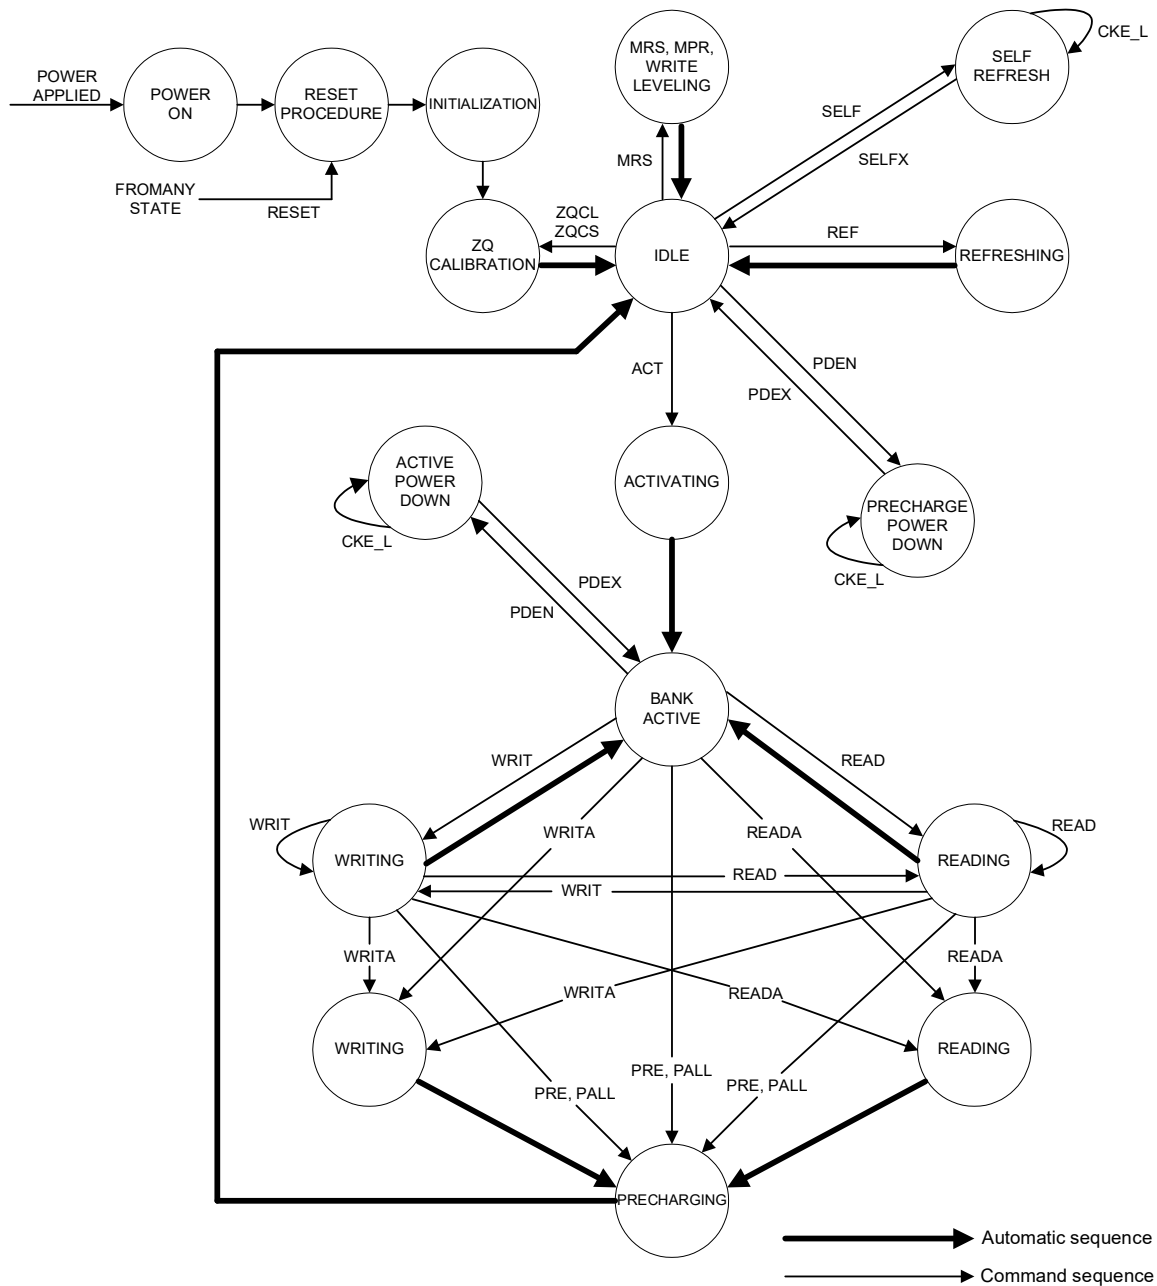 POWER
APPLIED
POWER
ON
RESET
PROCEDURE
INITIALIZATION
FROMANY
STATE
RESET
MRS, MPR,
WRITE
LEVELING
MRS
SELF
REFRESH
CKE_L
SELF
SELFX
ZQ
CALIBRATION
ZQCL
ZQCS
IDLE
REF
REFRESHING
ACT
PDEN
PDEX
ACTIVE
POWER
DOWN
CKE_L
ACTIVATING
PRECHARGE
POWER
DOWN
CKE_L
PDEX
PDEN
BANK
ACTIVE
WRIT
READ
WRIT
WRITA
READA
READ
WRITING
READING
READ
WRIT
WRITA
READA
WRITA
READA
WRITING
READING
PRE, PALL
PRE, PALL
PRE, PALL
PRECHARGING
Automatic sequence
Command sequence